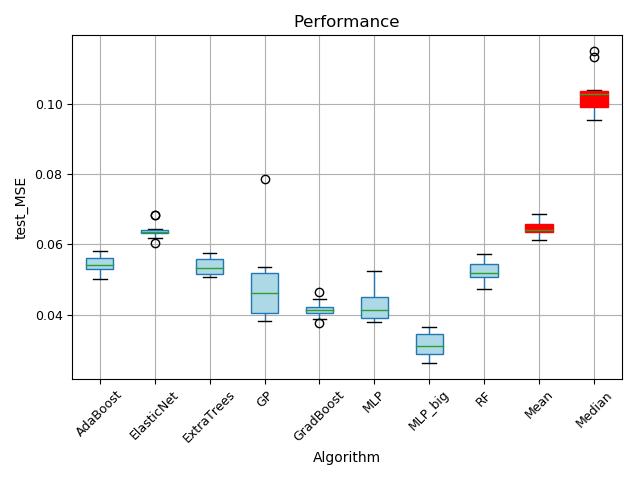 Performance
test_MSE
0.10
0.08
0.06
0.04
AdaBoost
ElasticNet
ExtraTrees
GP
GradBoost
MLP
MLP_big
RF
Mean
Median
Algorithm